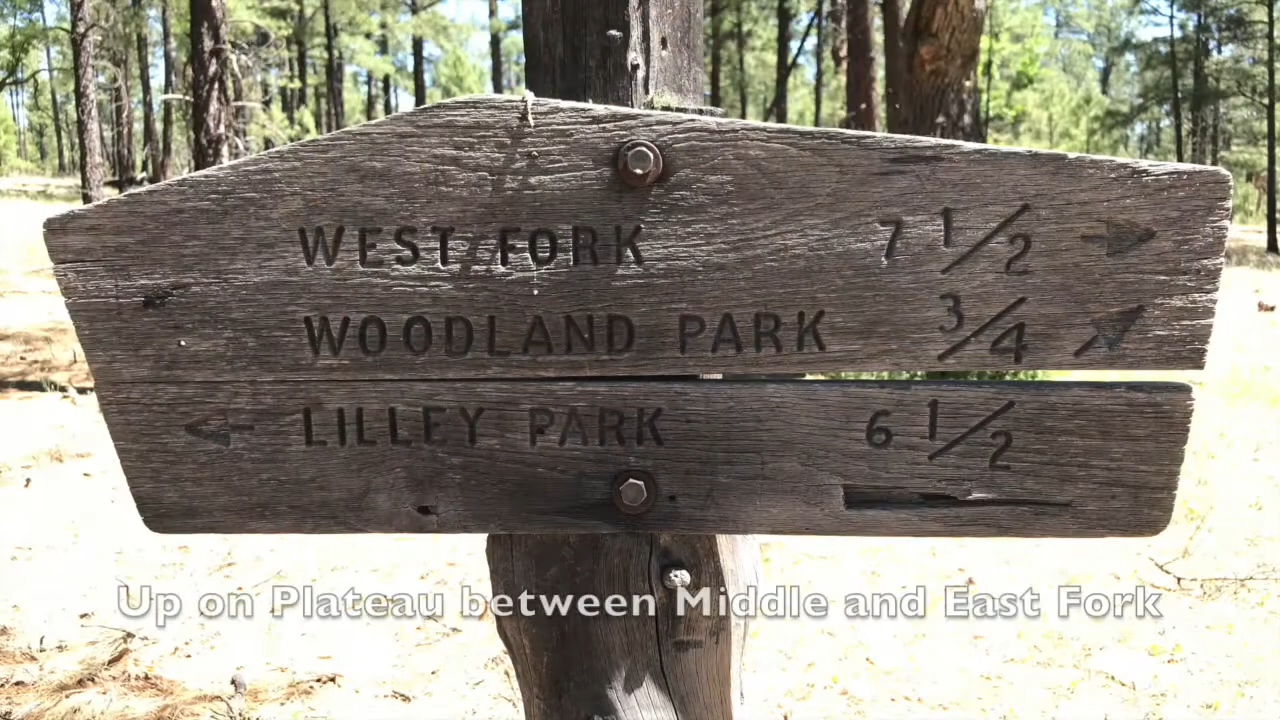 WEST FORK 7 1/2 →
WOODLAND PARK 3/4 ↗
← LILLEY PARK 6 1/2
Up on Plateau between Middle and East Fork